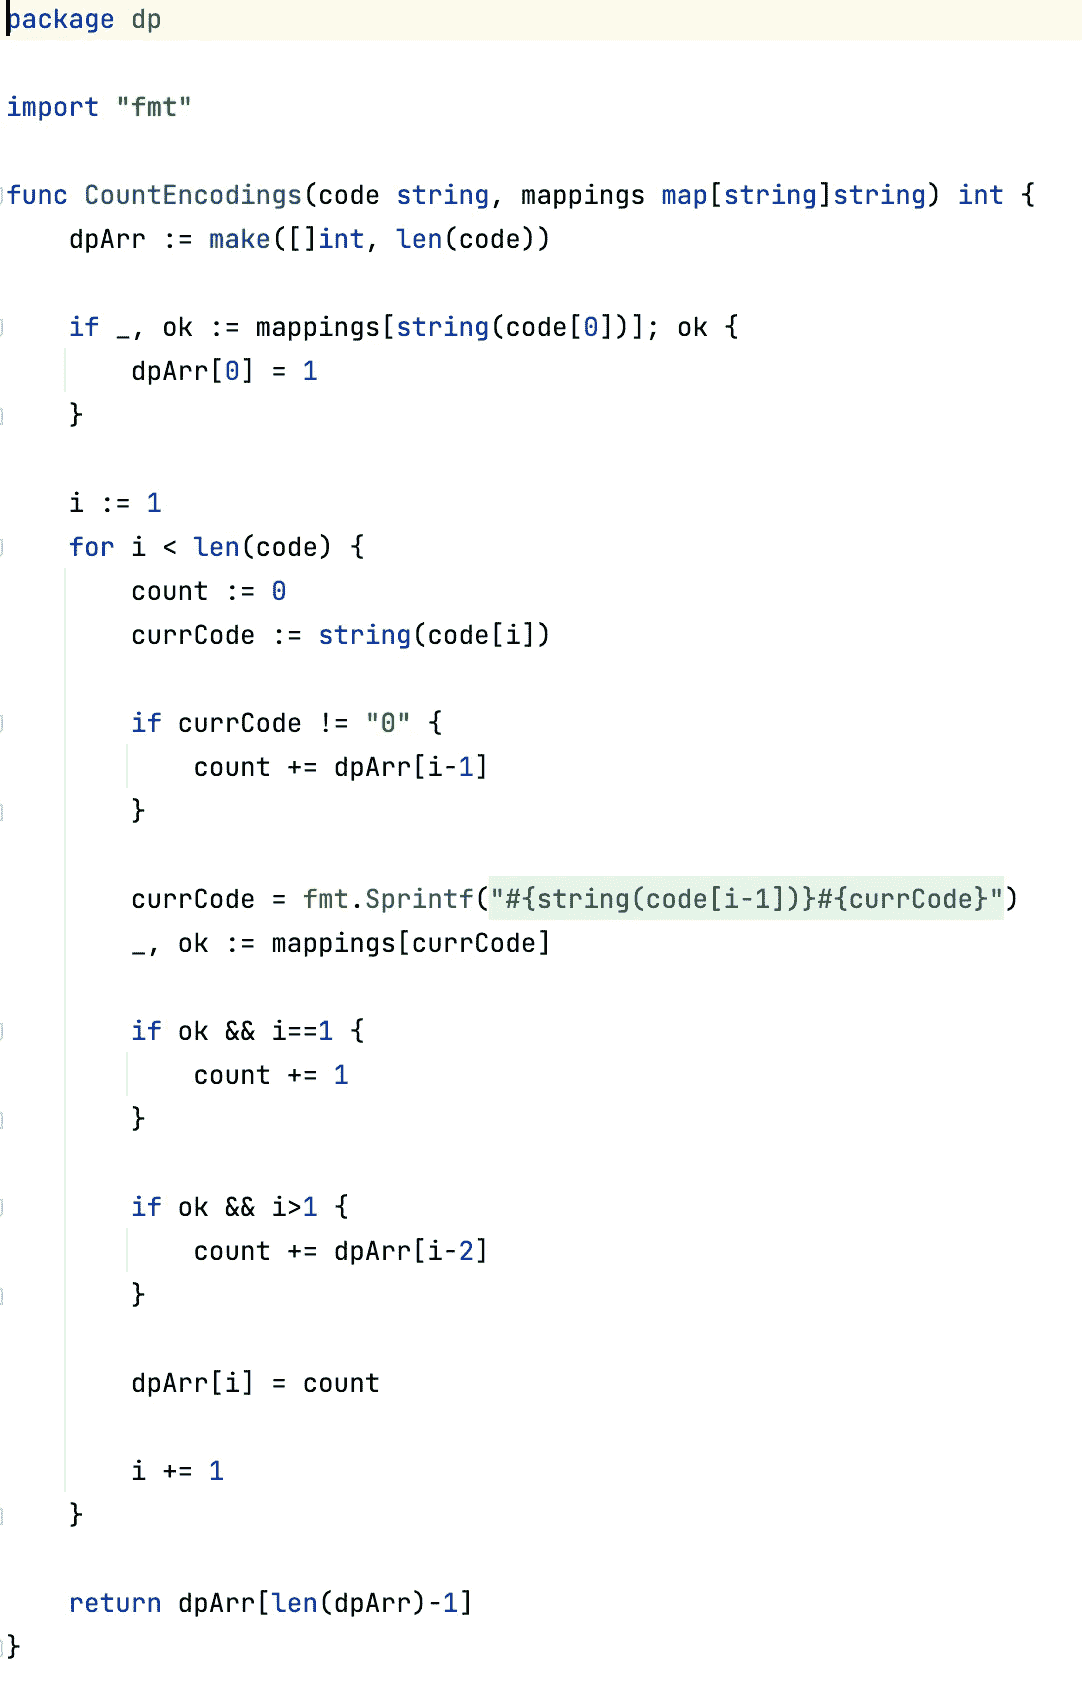 package dp
import "fmt"
func CountEncodings(code string, mappings map[string]string) int {
    dpArr := make([]int, len(code))
    if _, ok := mappings[string(code[0])]; ok {
        dpArr[0] = 1
    }
    i := 1
    for i < len(code) {
        count := 0
        currCode := string(code[i])
        if currCode != "0" {
            count += dpArr[i-1]
        }
        currCode = fmt.Sprintf("#{string(code[i-1])}#{currCode}")
        _, ok := mappings[currCode]
        if ok && i==1 {
            count += 1
        }
        if ok && i>1 {
            count += dpArr[i-2]
        }
        dpArr[i] = count
        i += 1
    }
    return dpArr[len(dpArr)-1]
}